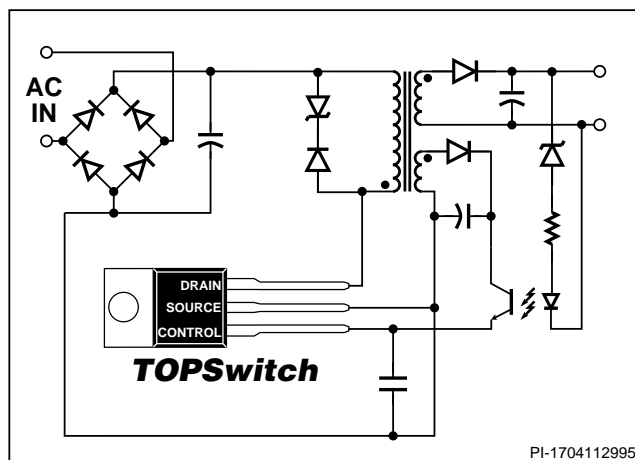 AC
IN
DRAIN
SOURCE
CONTROL
TOPSwitch
PI-1704112995